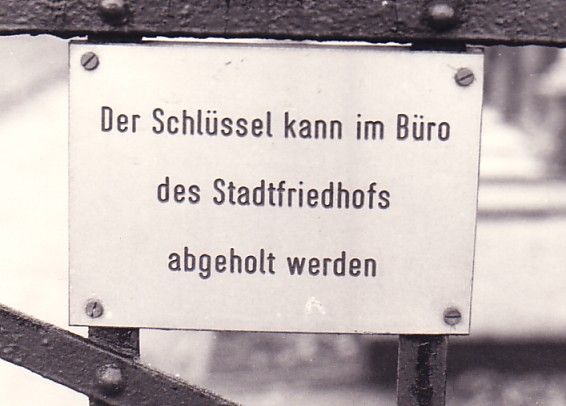 Der Schlüssel kann im Büro
des Stadtfriedhofs
abgeholt werden